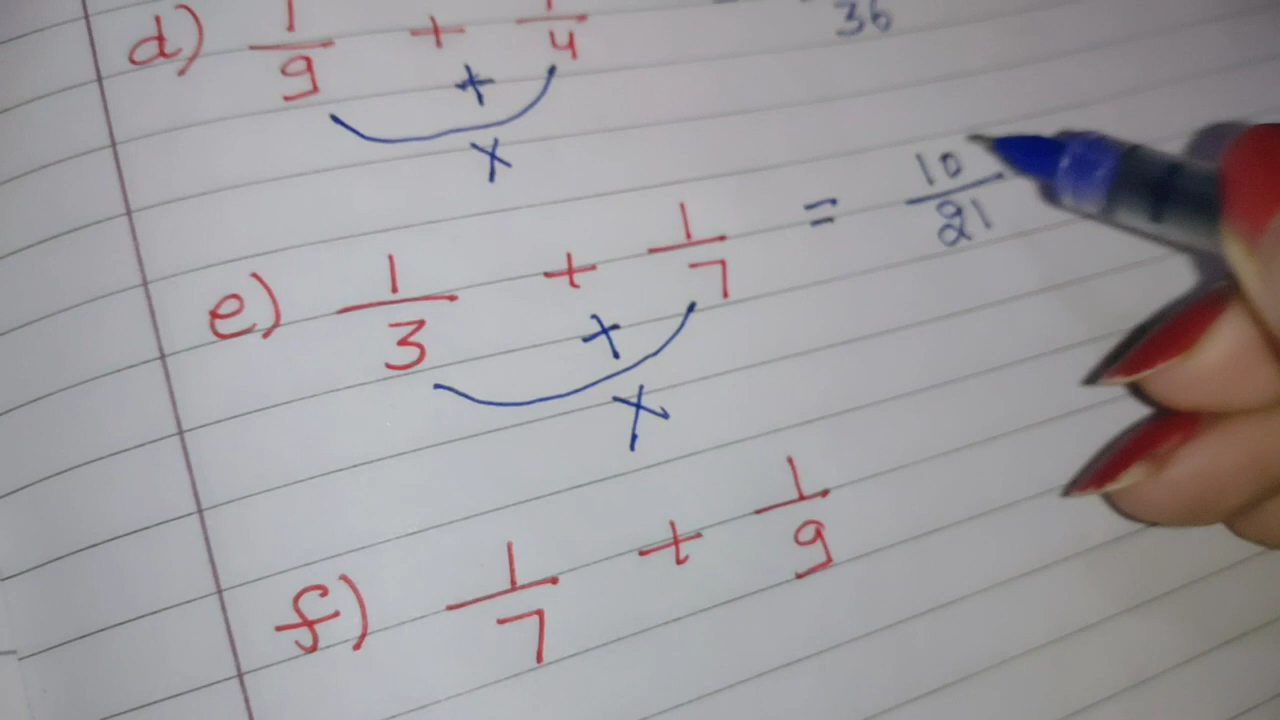 d) 1/9 + 1/4 = /36
+
x
e) 1/3 + 1/7 = 10/21
+
x
f) 1/7 + 1/9